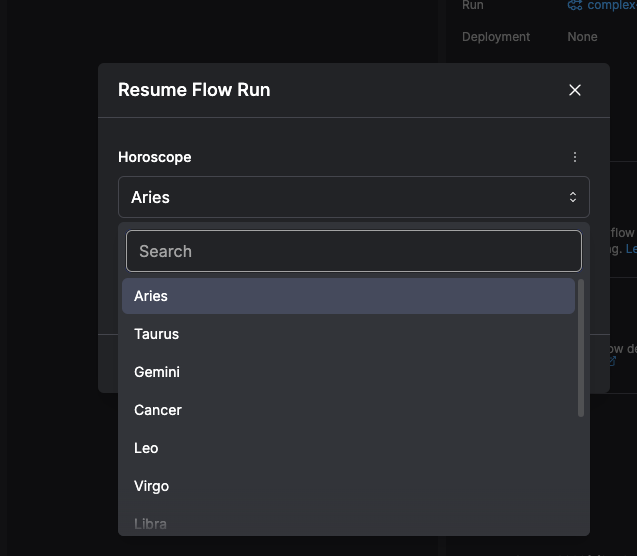 Run complex
Deployment None
Resume Flow Run
Horoscope
Aries
flow
Search
g. Le
Aries
Taurus
ow de
Gemini
Cancer
Leo
Virgo
Libra